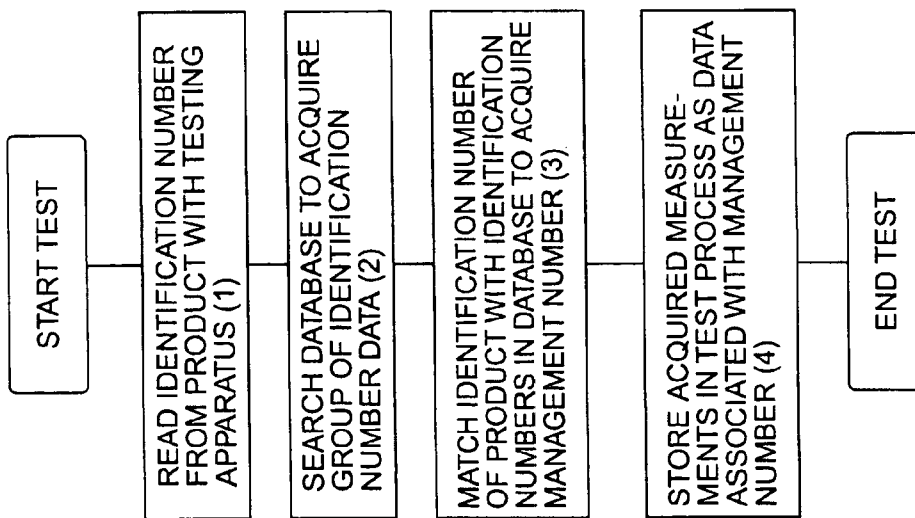 START TEST
READ IDENTIFICATION NUMBER
FROM PRODUCT WITH TESTING
APPARATUS (1)
SEARCH DATABASE TO ACQUIRE
GROUP OF IDENTIFICATION
NUMBER DATA (2)
MATCH IDENTIFICATION NUMBER
OF PRODUCT WITH IDENTIFICATION
NUMBERS IN DATABASE TO ACQUIRE
MANAGEMENT NUMBER (3)
STORE ACQUIRED MEASURE-
MENTS IN TEST PROCESS AS DATA
ASSOCIATED WITH MANAGEMENT
NUMBER (4)
END TEST